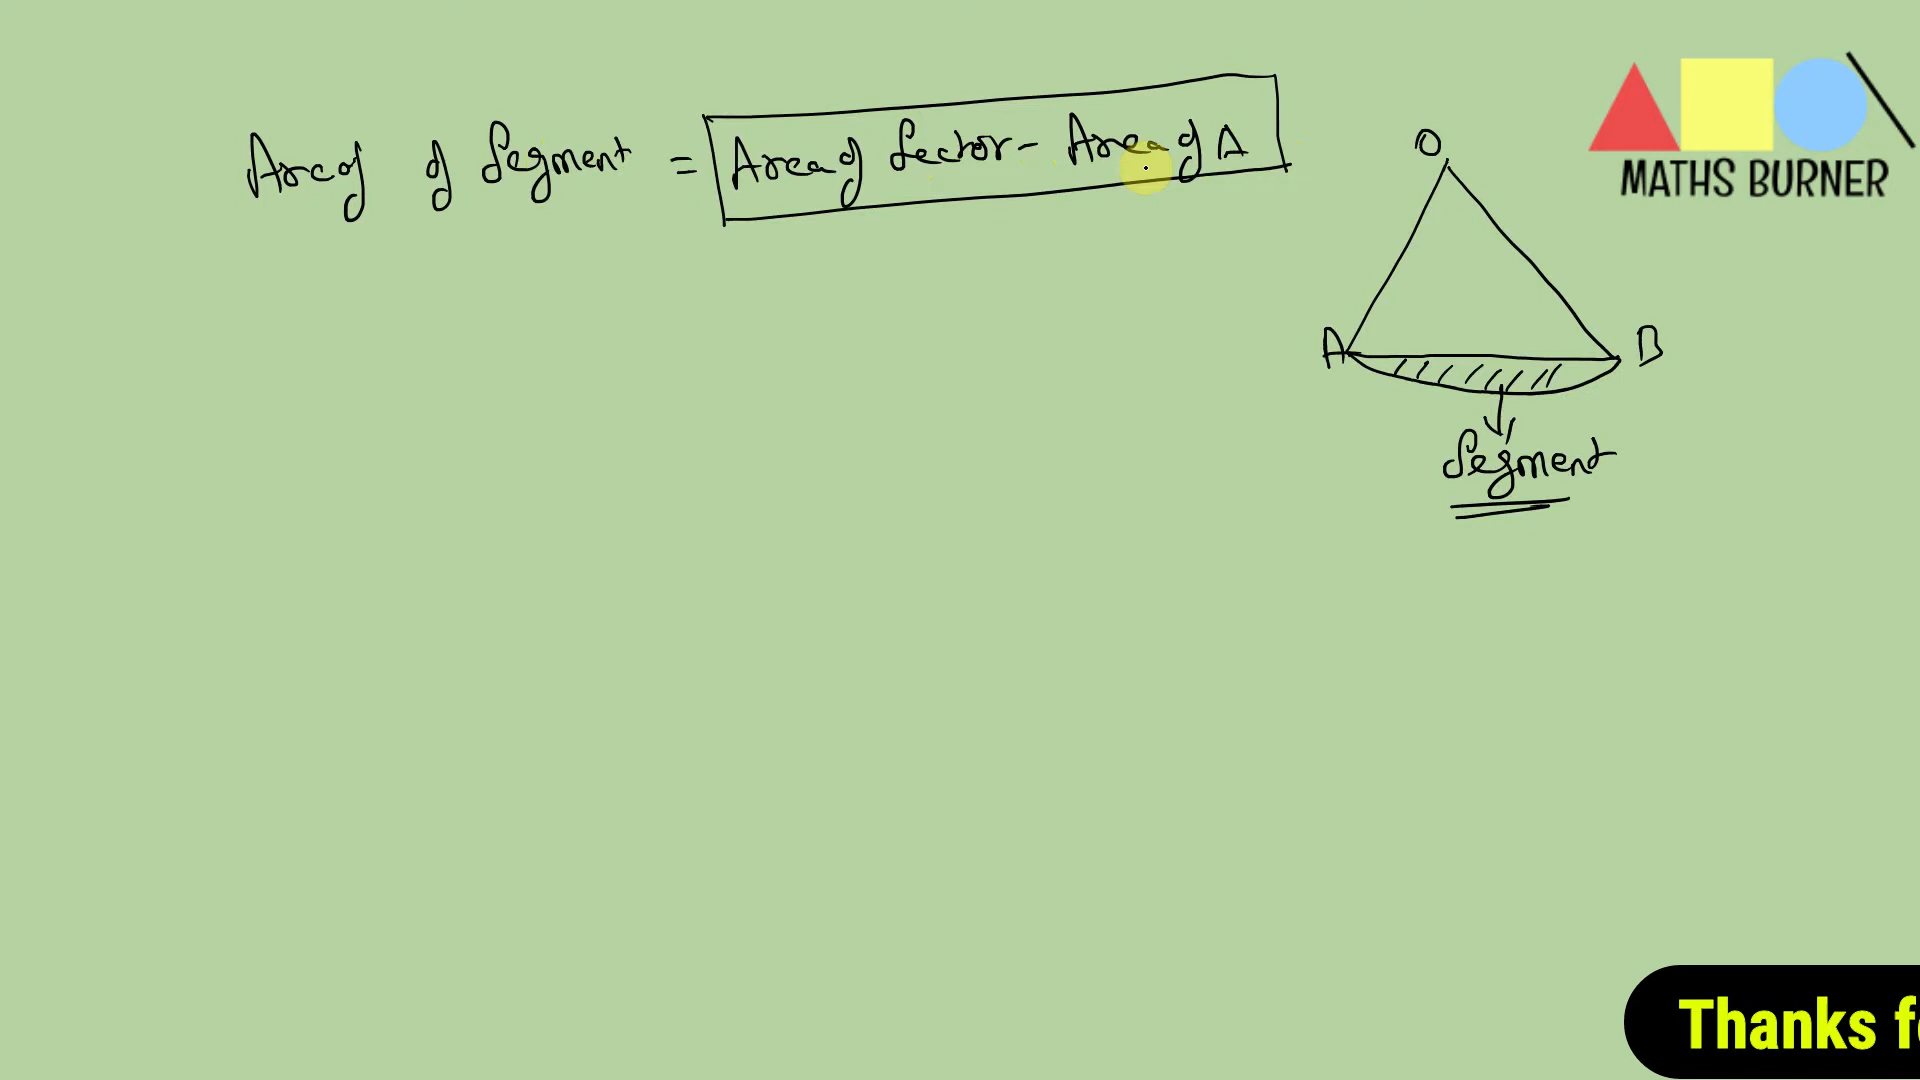 Area of Segment = Area of Sector - Area of Δ
MATHS BURNER
O
A
B
Segment
Thanks f